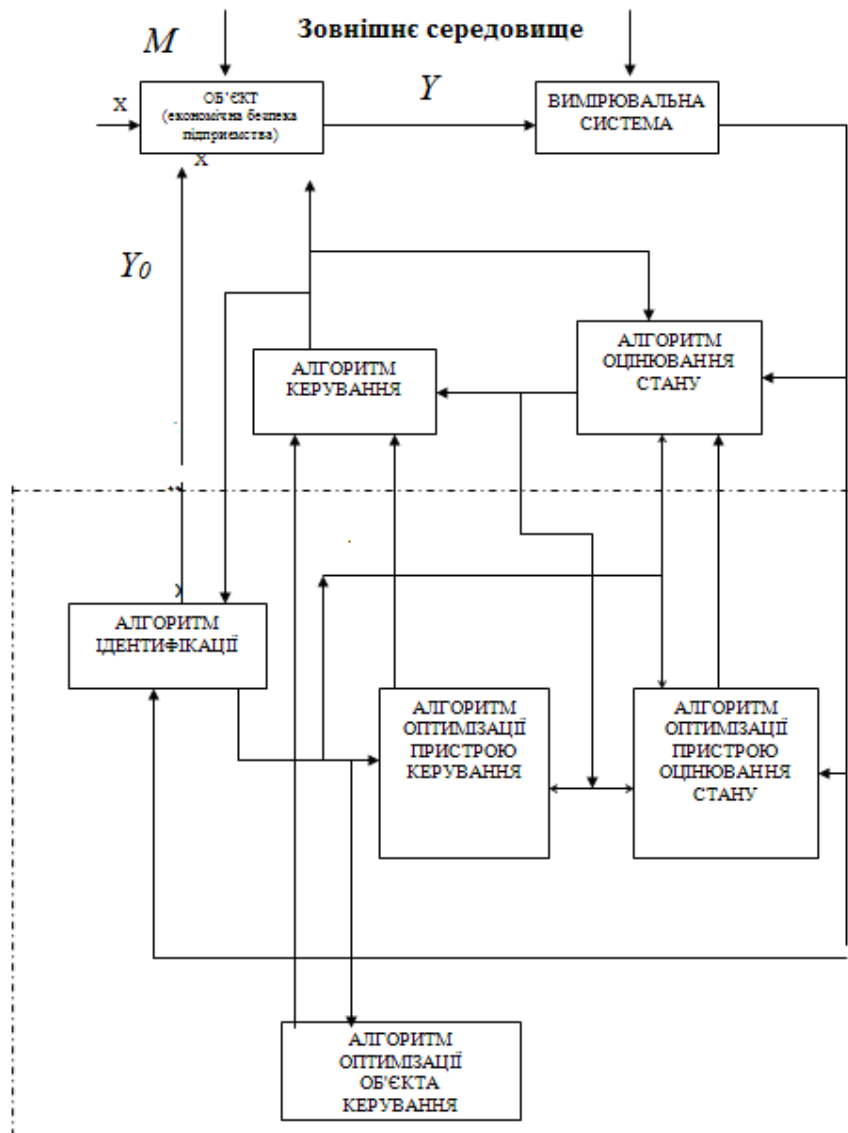 Зовнішнє середовище
M
Y
x
ОБ'ЄКТ
(економічна безпека
підприємства)
ВИМІРЮВАЛЬНА
СИСТЕМА
x
Y0
АЛГОРИТМ
ОЦІНЮВАННЯ
СТАНУ
АЛГОРИТМ
КЕРУВАННЯ
АЛГОРИТМ
ІДЕНТИФІКАЦІЇ
АЛГОРИТМ
ОПТИМІЗАЦІЇ
ПРИСТРОЮ
КЕРУВАННЯ
АЛГОРИТМ
ОПТИМІЗАЦІЇ
ПРИСТРОЮ
ОЦІНЮВАННЯ
СТАНУ
АЛГОРИТМ
ОПТИМІЗАЦІЇ
ОБ'ЄКТА
КЕРУВАННЯ